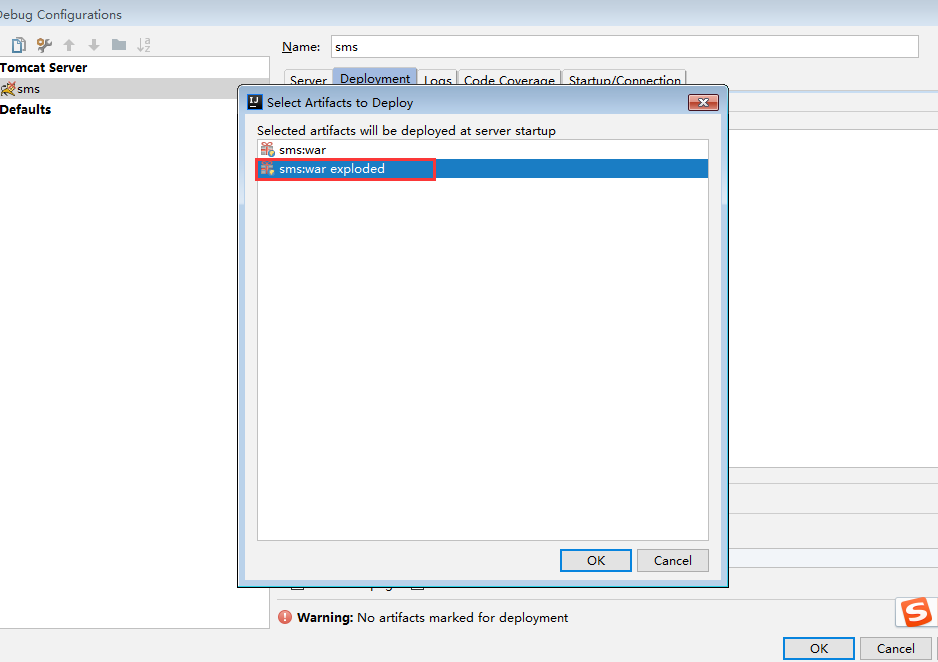 Debug Configurations
Name: sms
Tomcat Server
sms
Defaults
Server Deployment Logs Code Coverage Startup/Connection
Select Artifacts to Deploy
Selected artifacts will be deployed at server startup
sms:war
sms:war exploded
OK Cancel
Warning: No artifacts marked for deployment
OK Cancel